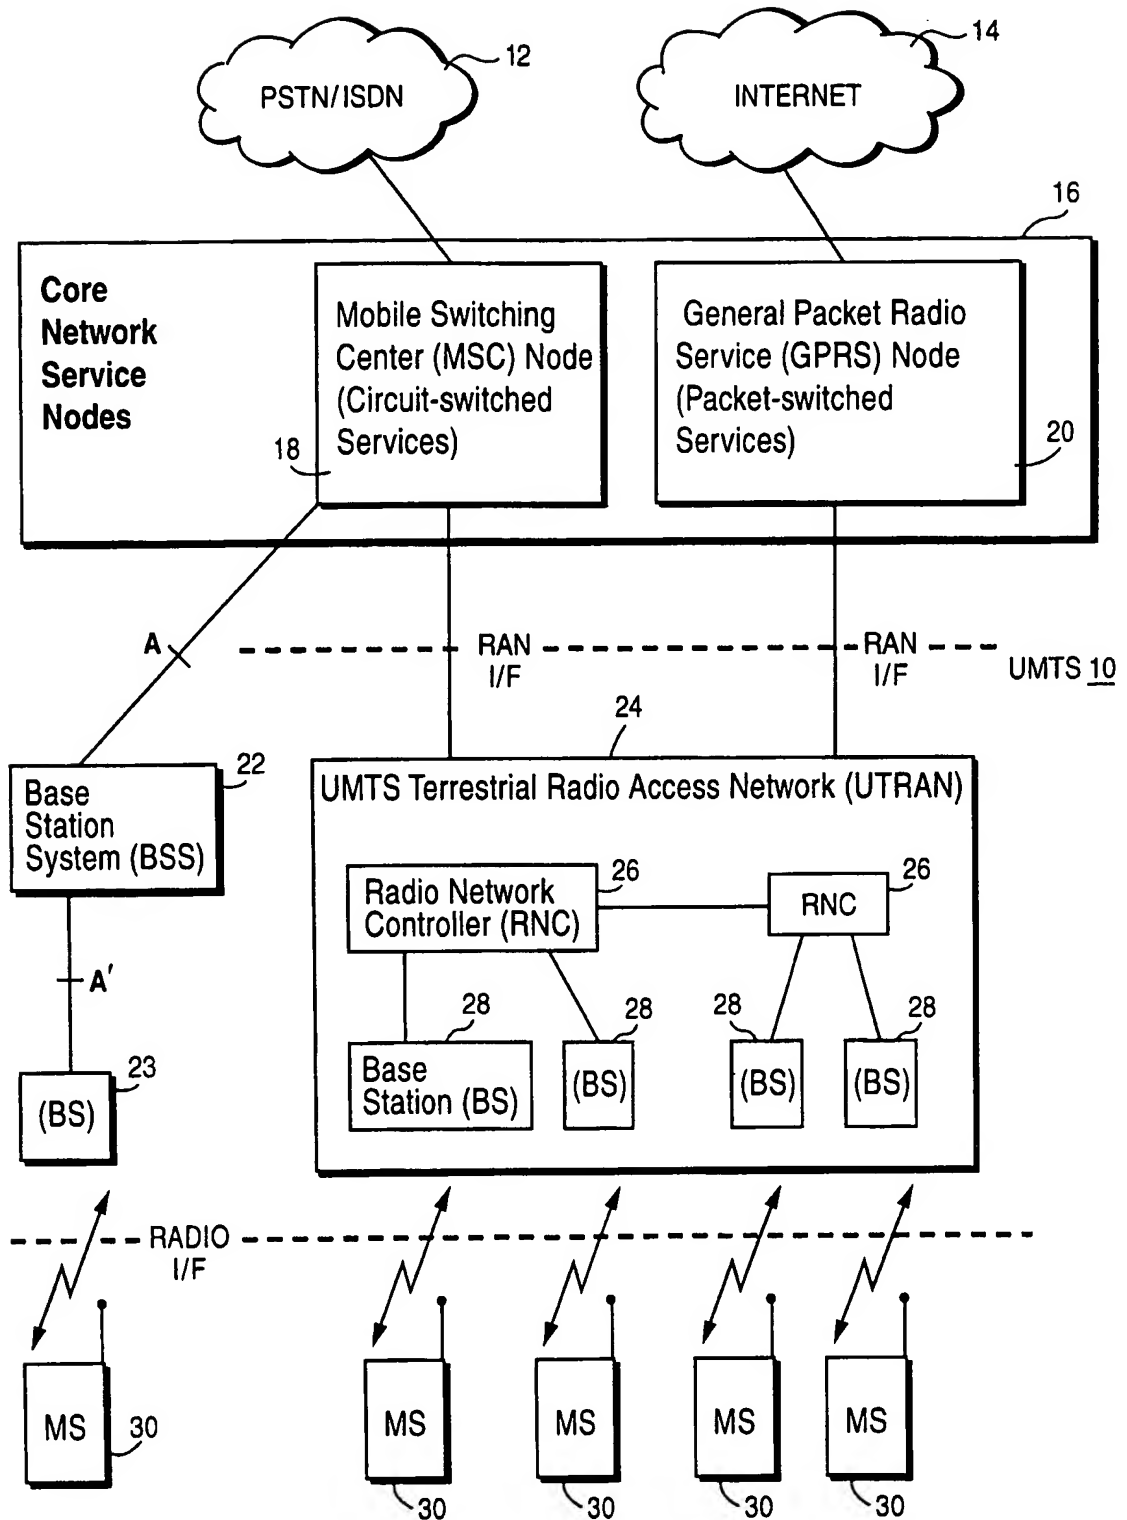 12
PSTN/ISDN
14
INTERNET
16
Core
Network
Service
Nodes
Mobile Switching
Center (MSC) Node
(Circuit-switched
Services)
18
General Packet Radio
Service (GPRS) Node
(Packet-switched
Services)
20
A
RAN
I/F
RAN
I/F
UMTS 10
24
22
Base
Station
System (BSS)
UMTS Terrestrial Radio Access Network (UTRAN)
26
Radio Network
Controller (RNC)
26
RNC
A'
28
Base
Station (BS)
28
(BS)
28
(BS)
28
(BS)
23
(BS)
RADIO
I/F
MS
30
MS
30
MS
30
MS
30
MS
30